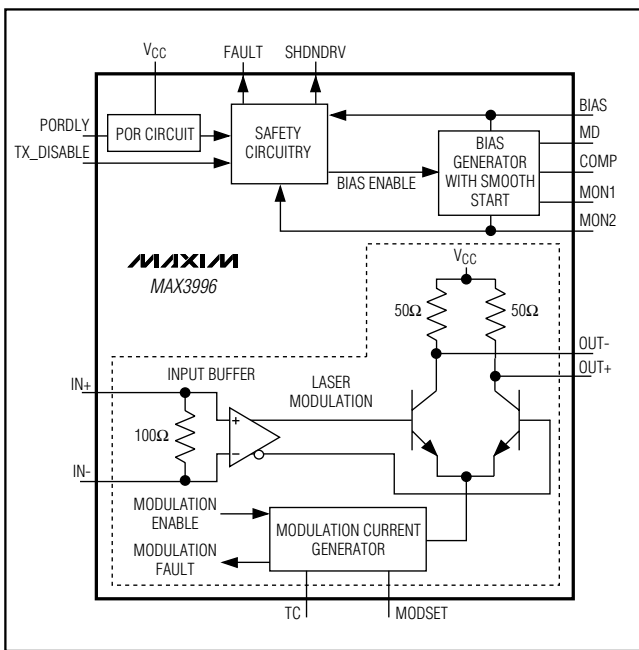 V_CC
FAULT
SHDNDRV
PORDLY
POR CIRCUIT
TX_DISABLE
SAFETY
CIRCUITRY
BIAS ENABLE
BIAS
GENERATOR
WITH SMOOTH
START
BIAS
MD
COMP
MON1
MON2
MAXIM
MAX3996
V_CC
50Ω
50Ω
OUT-
OUT+
IN+
INPUT BUFFER
LASER
MODULATION
100Ω
+
−
IN-
MODULATION
ENABLE
MODULATION
FAULT
MODULATION CURRENT
GENERATOR
TC
MODSET